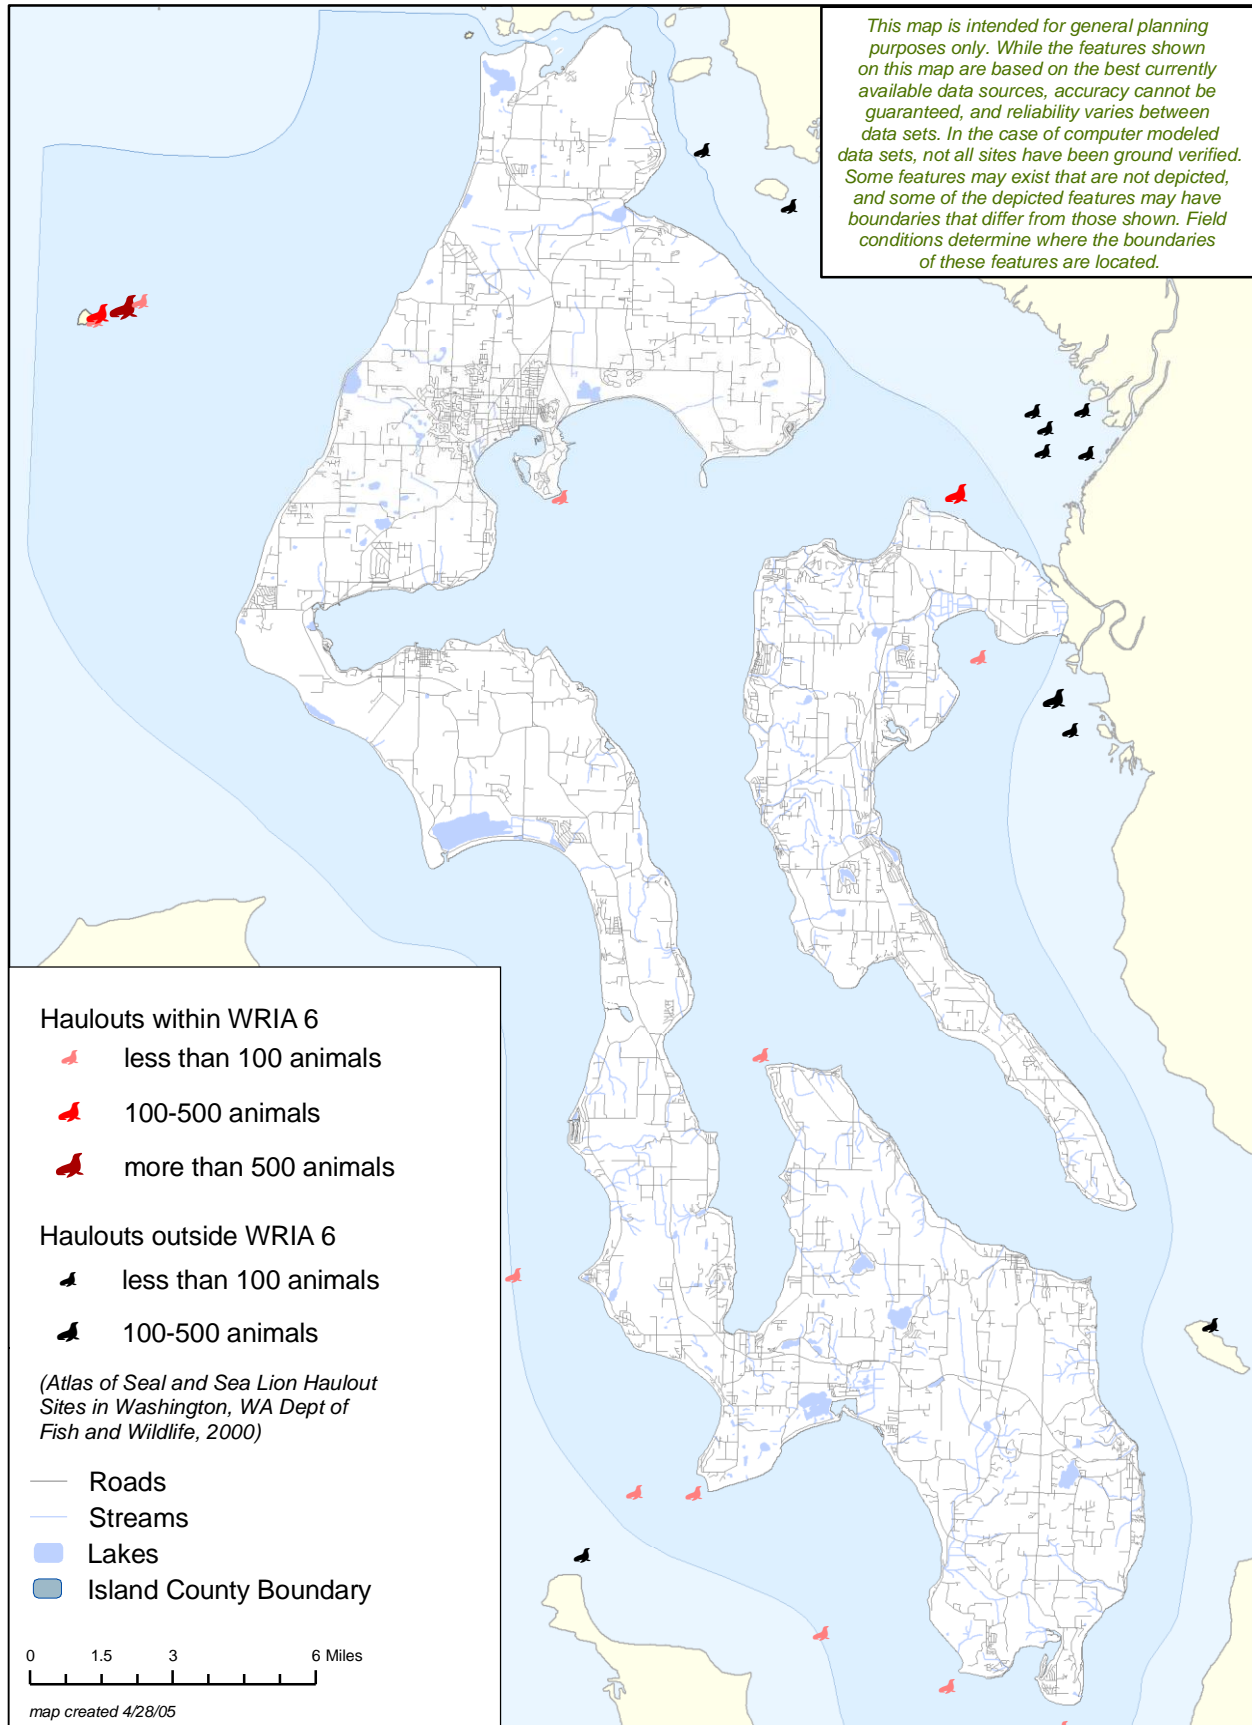 This map is intended for general planning
purposes only. While the features shown
on this map are based on the best currently
available data sources, accuracy cannot be
guaranteed, and reliability varies between
data sets. In the case of computer modeled
data sets, not all sites have been ground verified.
Some features may exist that are not depicted,
and some of the depicted features may have
boundaries that differ from those shown. Field
conditions determine where the boundaries
of these features are located.
Haulouts within WRIA 6
less than 100 animals
100-500 animals
more than 500 animals
Haulouts outside WRIA 6
less than 100 animals
100-500 animals
(Atlas of Seal and Sea Lion Haulout
Sites in Washington, WA Dept of
Fish and Wildlife, 2000)
Roads
Streams
Lakes
Island County Boundary
0 1.5 3 6 Miles
map created 4/28/05